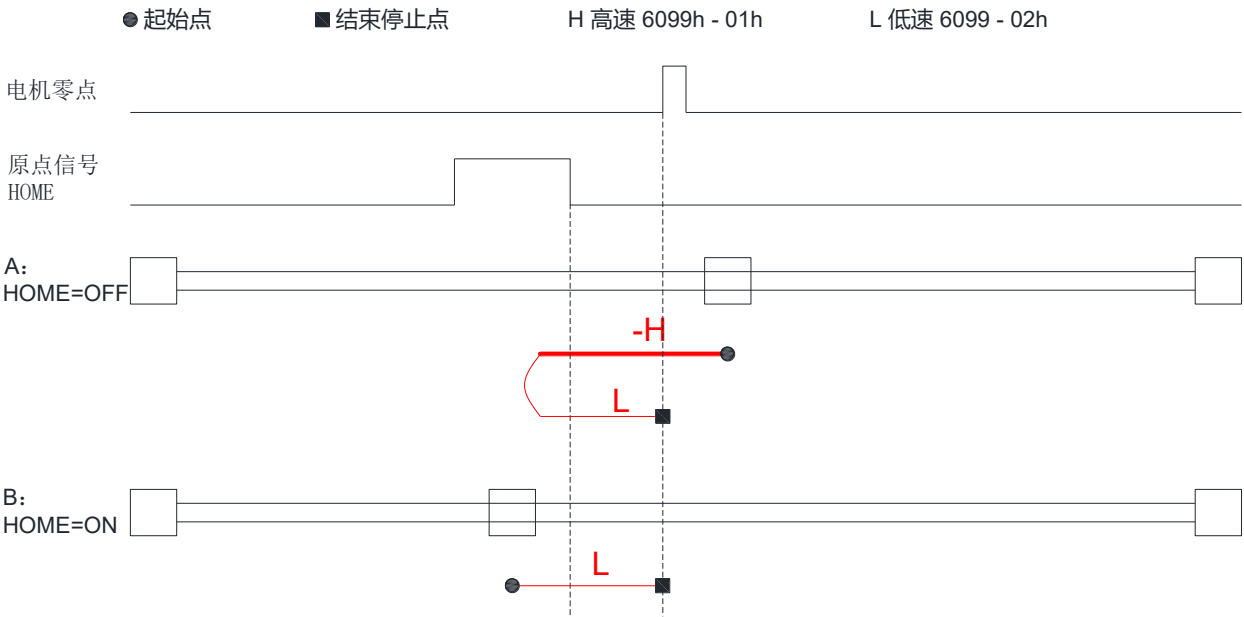 起始点 结束停止点 H 高速 6099h - 01h L 低速 6099 - 02h
电机零点
原点信号
HOME
A：
HOME=OFF
-H
L
B：
HOME=ON
L